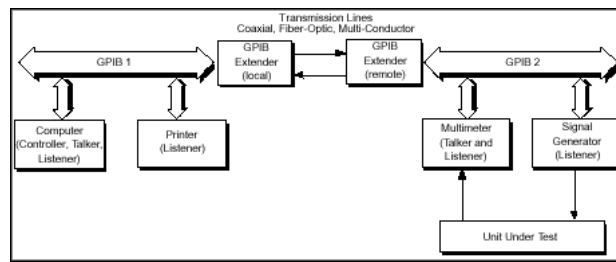 Transmission Lines
Coaxial, Fiber-Optic, Multi-Conductor
GPIB 1
GPIB
Extender
(local)
GPIB
Extender
(remote)
GPIB 2
Computer
(Controller, Talker,
Listener)
Printer
(Listener)
Multimeter
(Talker and
Listener)
Signal
Generator
(Listener)
Unit Under Test